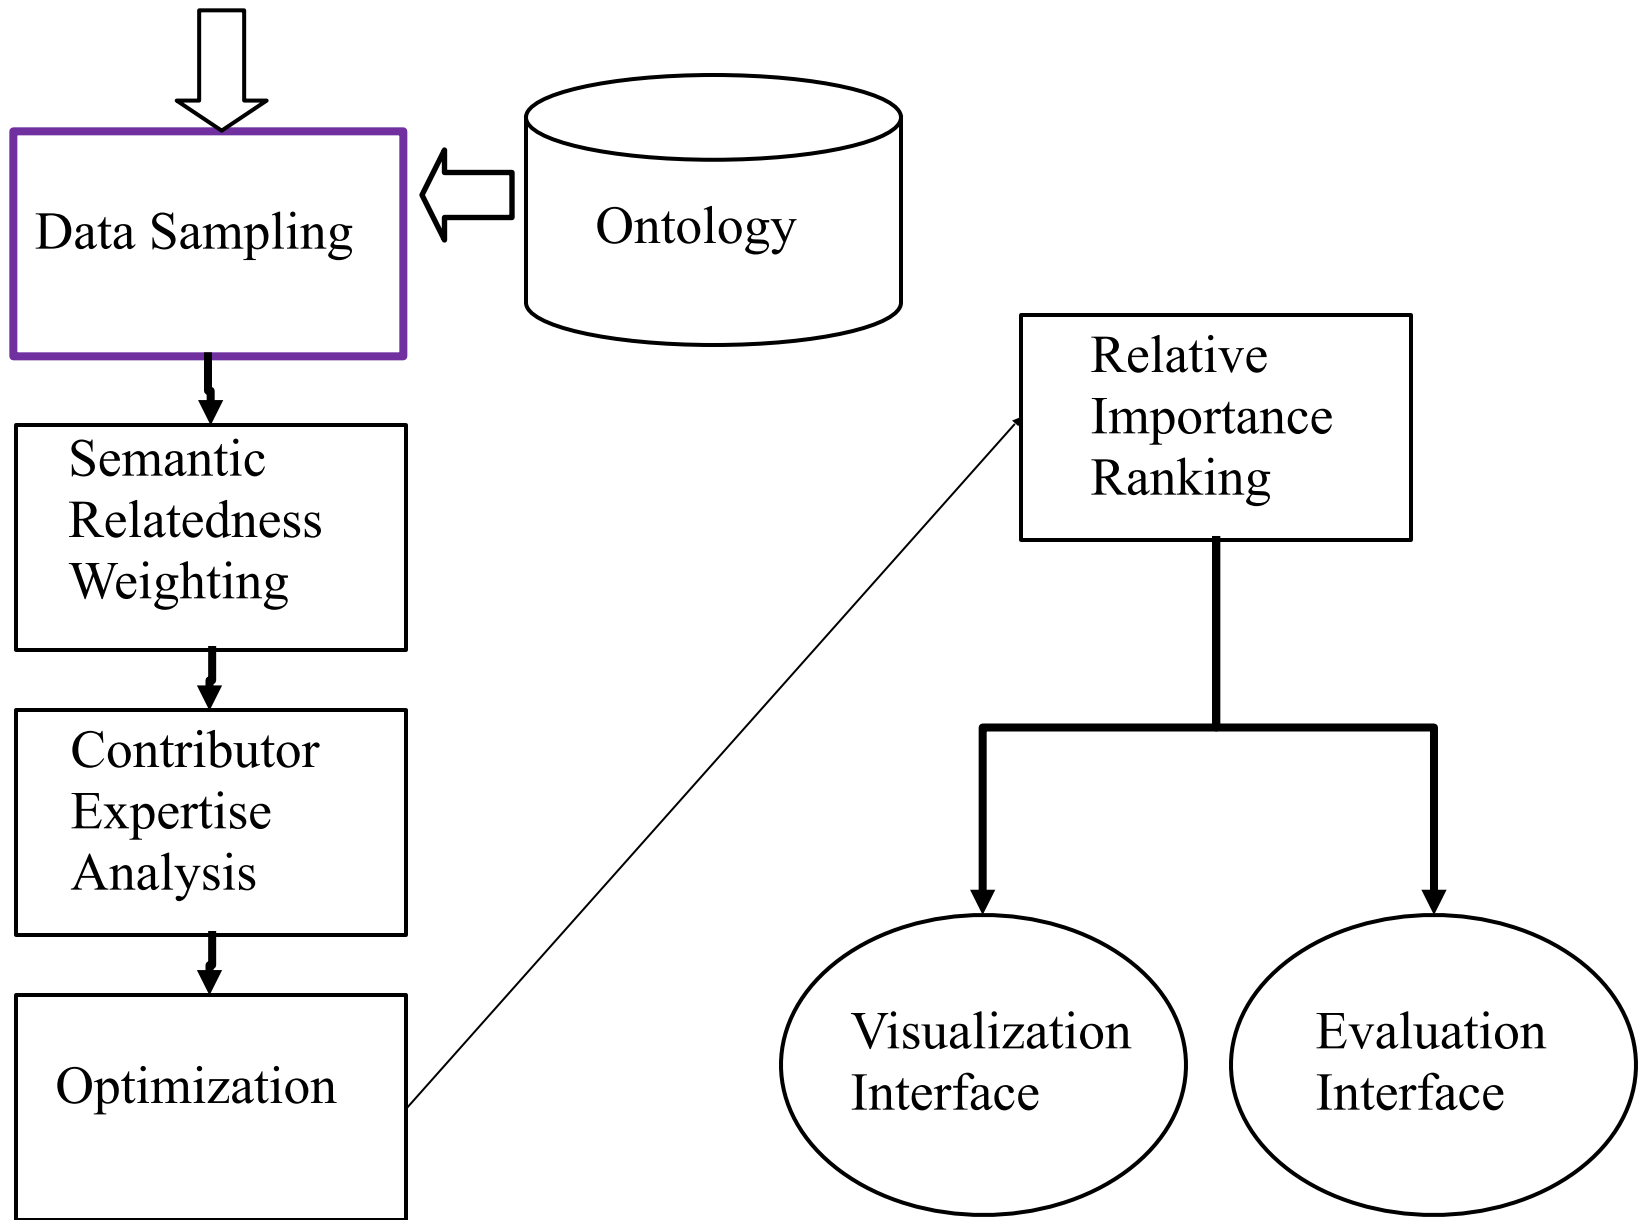 Data Sampling
Ontology
Semantic
Relatedness
Weighting
Contributor
Expertise
Analysis
Optimization
Relative
Importance
Ranking
Visualization
Interface
Evaluation
Interface